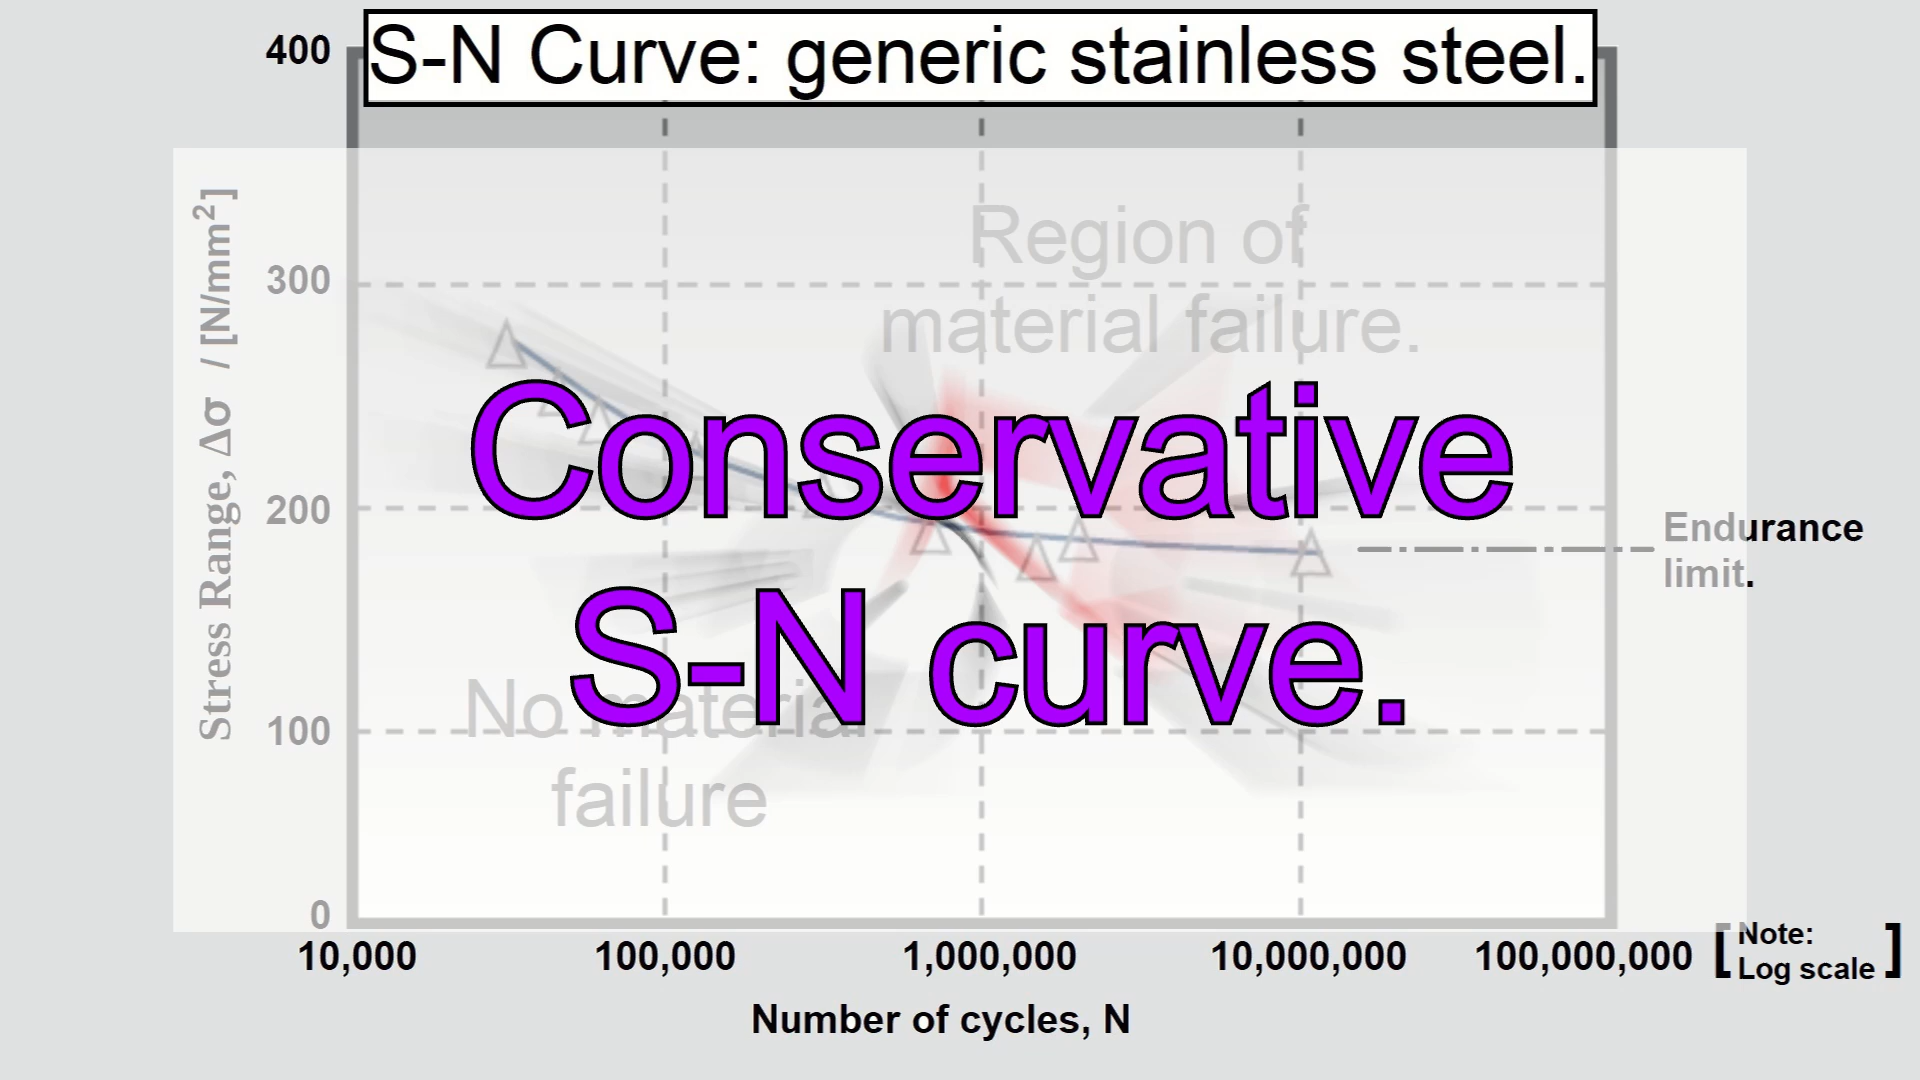 S-N Curve: generic stainless steel.
400
300
200
100
0
Stress Range, Δσ / [N/mm²]
Region of
material failure.
Conservative
S-N curve.
No material
failure
Endurance
limit.
10,000
100,000
1,000,000
10,000,000
100,000,000
[Note:
Log scale]
Number of cycles, N